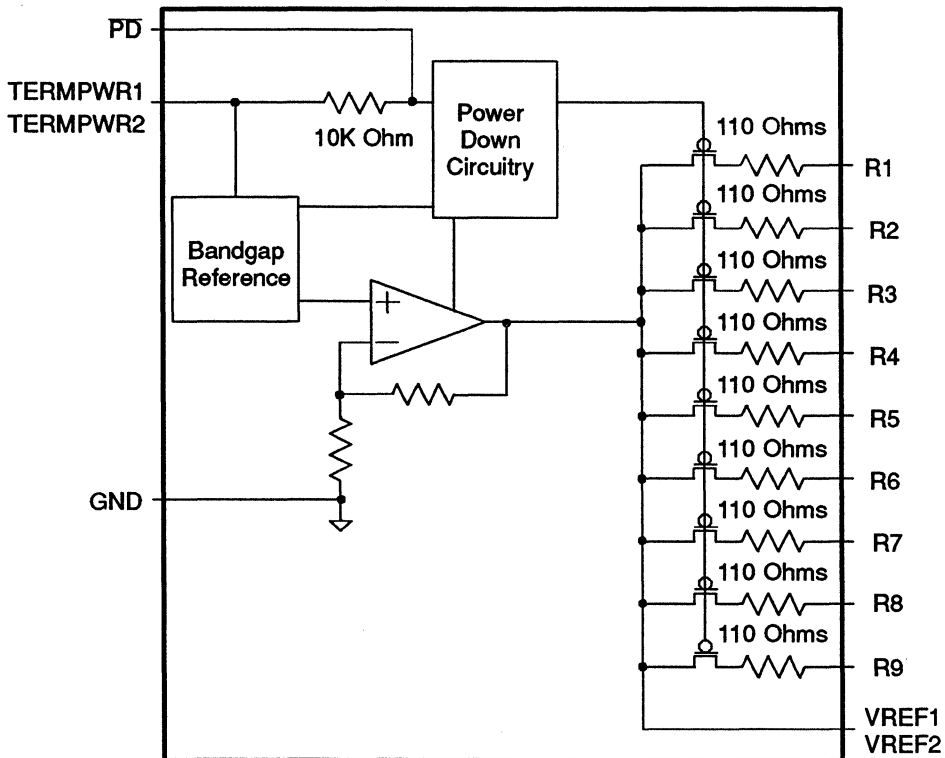 PD
TERMPWR1
TERMPWR2
10K Ohm
Power
Down
Circuitry
Bandgap
Reference
+
−
GND
110 Ohms
R1
110 Ohms
R2
110 Ohms
R3
110 Ohms
R4
110 Ohms
R5
110 Ohms
R6
110 Ohms
R7
110 Ohms
R8
110 Ohms
R9
VREF1
VREF2